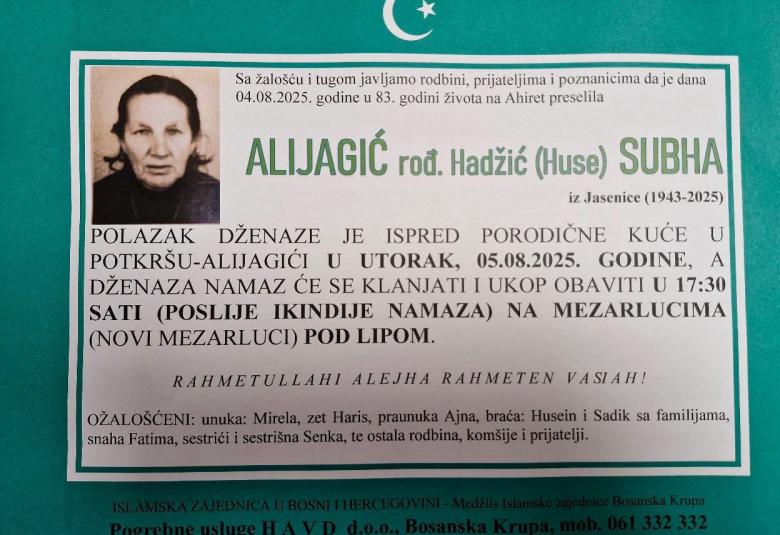 Sa žalošću i tugom javljamo rodbini, prijateljima i poznanicima da je dana
04.08.2025. godine u 83. godini života na Ahiret preselila
ALIJAGIĆ rođ. Hadžić (Huse) SUBHA
iz Jasenice (1943-2025)
POLAZAK DŽENAZE JE ISPRED PORODIČNE KUĆE U
POTKRŠU-ALIJAGIĆI U UTORAK, 05.08.2025. GODINE, A
DŽENAZA NAMAZ ĆE SE KLANJATI I UKOP OBAVITI U 17:30
SATI (POSLIJE IKINDIJE NAMAZA) NA MEZARLUCIMA
(NOVI MEZARLUCI) POD LIPOM.
RAHMETULLAHI ALEJHA RAHMETEN VASIAH!
OŽALOŠĆENI: unuka: Mirela, zet Haris, praunuka Ajna, braća: Husein i Sadik sa familijama,
snaha Fatima, sestrići i sestrišna Senka, te ostala rodbina, komšije i prijatelji.
ISLAMSKA ZAJEDNICA U BOSNI I HERCEGOVINI - Medžlis Islamske zajednice Bosanska Krupa
Pogrebne usluge H A V D d.o.o., Bosanska Krupa, mob. 061 332 332